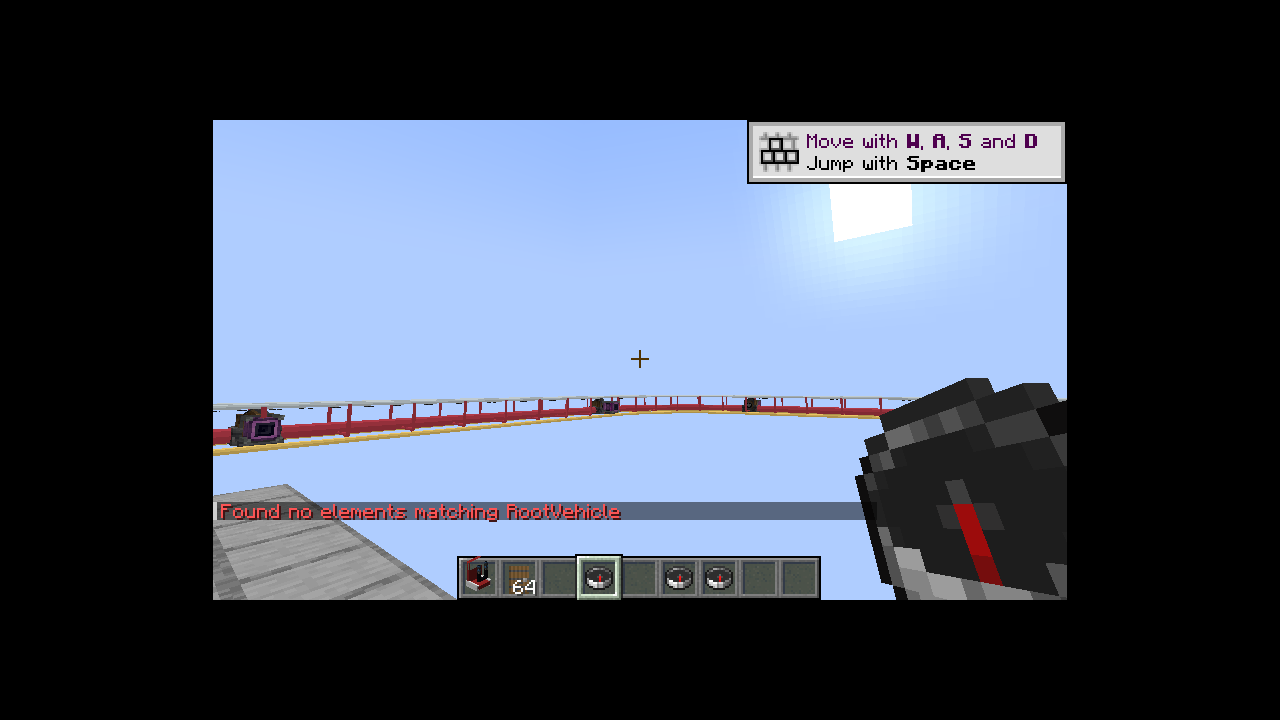 Move with W, A, S and D
Jump with Space
Found no elements matching RootVehicle
64